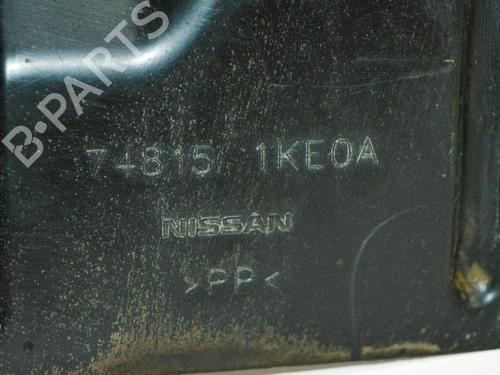 B-PARTS
74815 1KE0A
NISSAN
>PP<